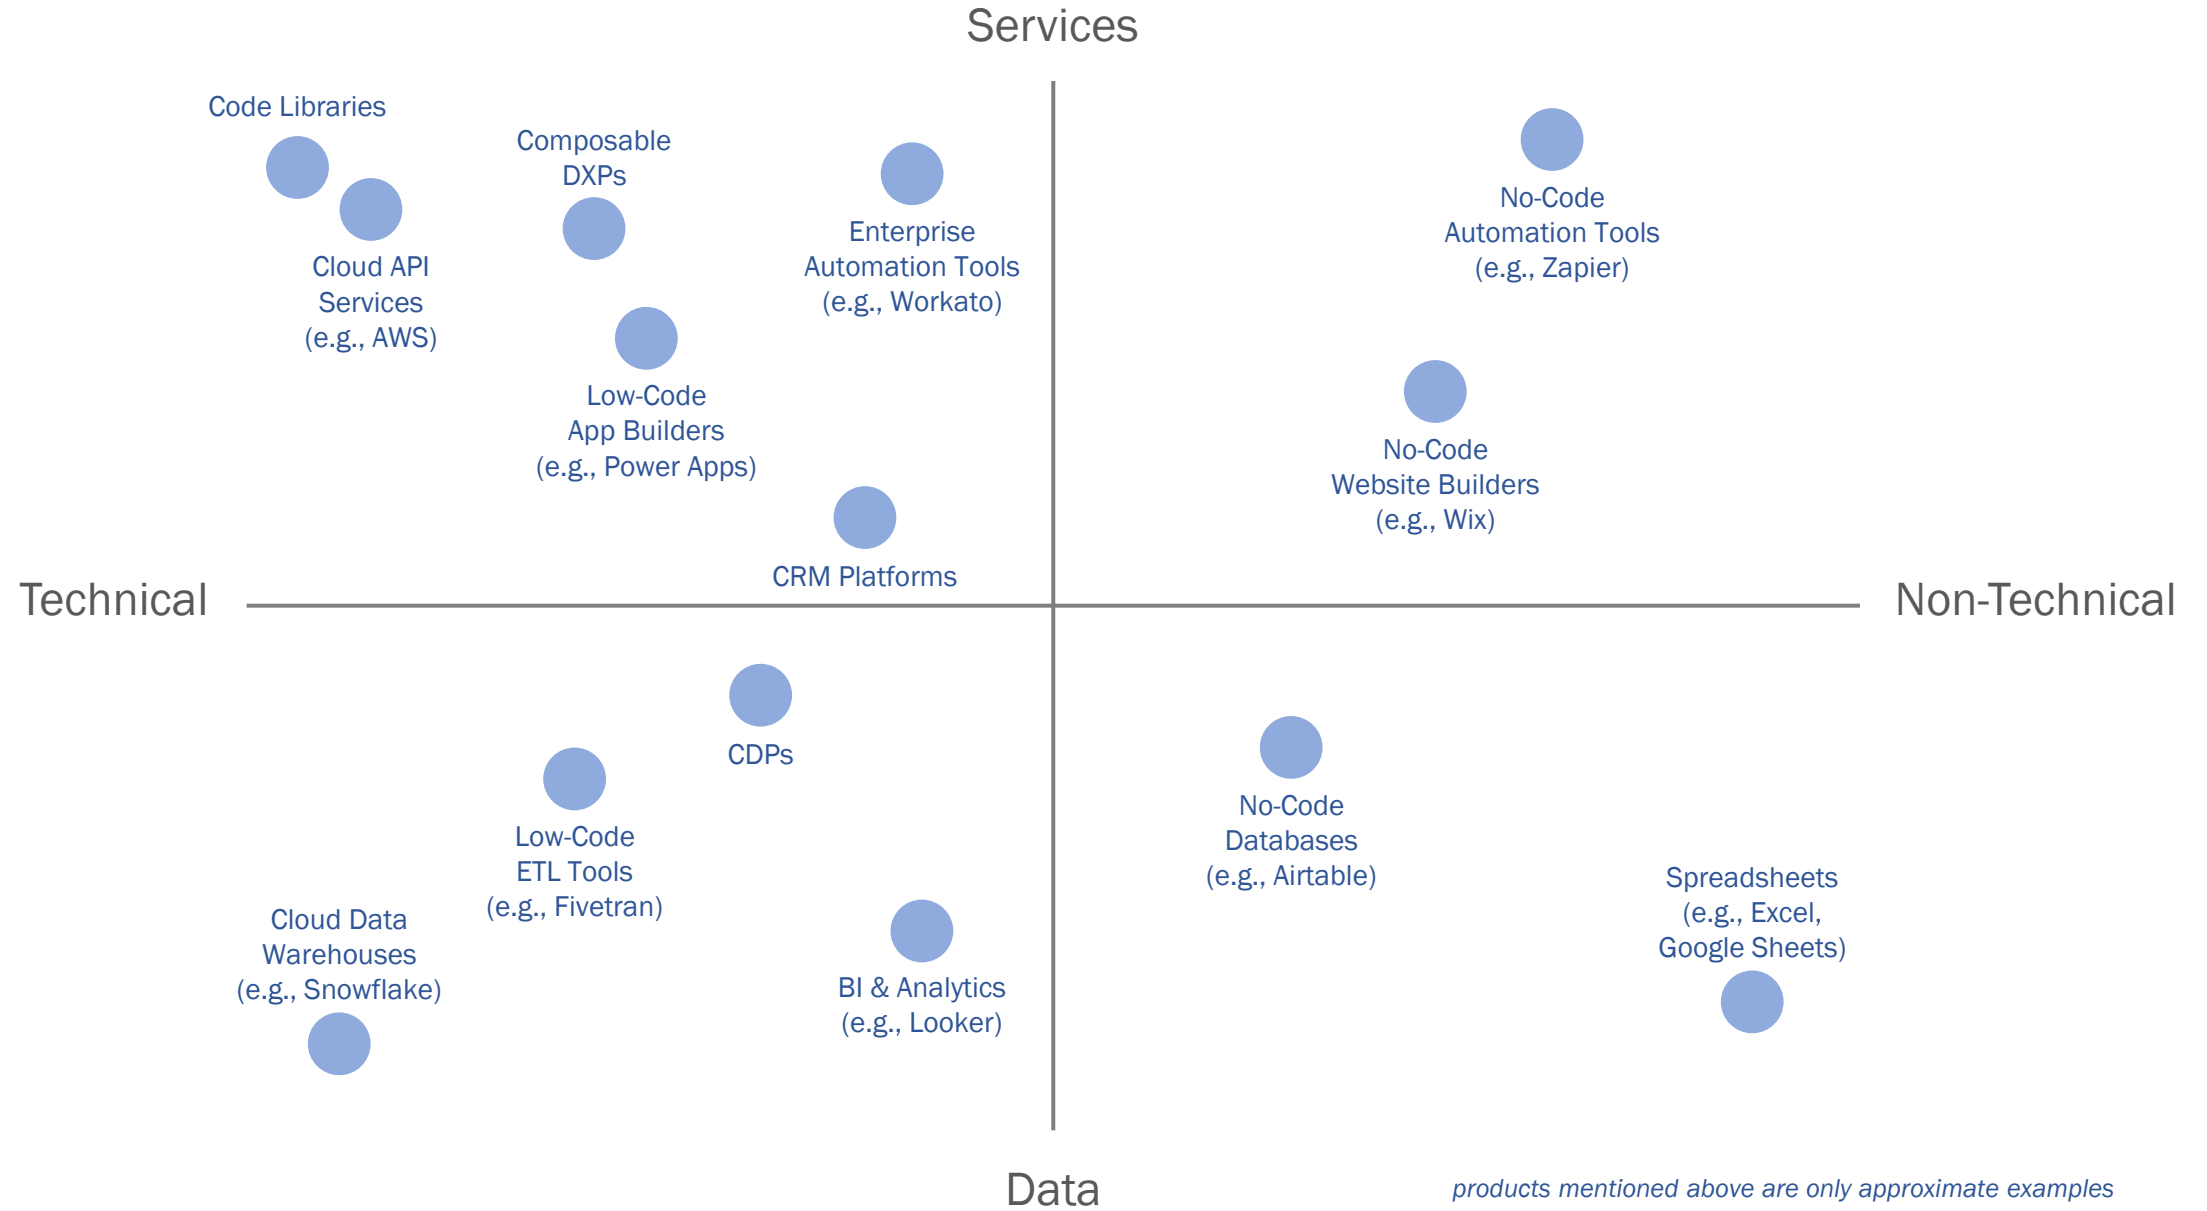 Services
Code Libraries
Composable
DXPs
Cloud API
Services
(e.g., AWS)
Enterprise
Automation Tools
(e.g., Workato)
Low-Code
App Builders
(e.g., Power Apps)
CRM Platforms
No-Code
Automation Tools
(e.g., Zapier)
No-Code
Website Builders
(e.g., Wix)
Technical
Non-Technical
CDPs
Low-Code
ETL Tools
(e.g., Fivetran)
Cloud Data
Warehouses
(e.g., Snowflake)
BI & Analytics
(e.g., Looker)
No-Code
Databases
(e.g., Airtable)
Spreadsheets
(e.g., Excel,
Google Sheets)
Data
products mentioned above are only approximate examples